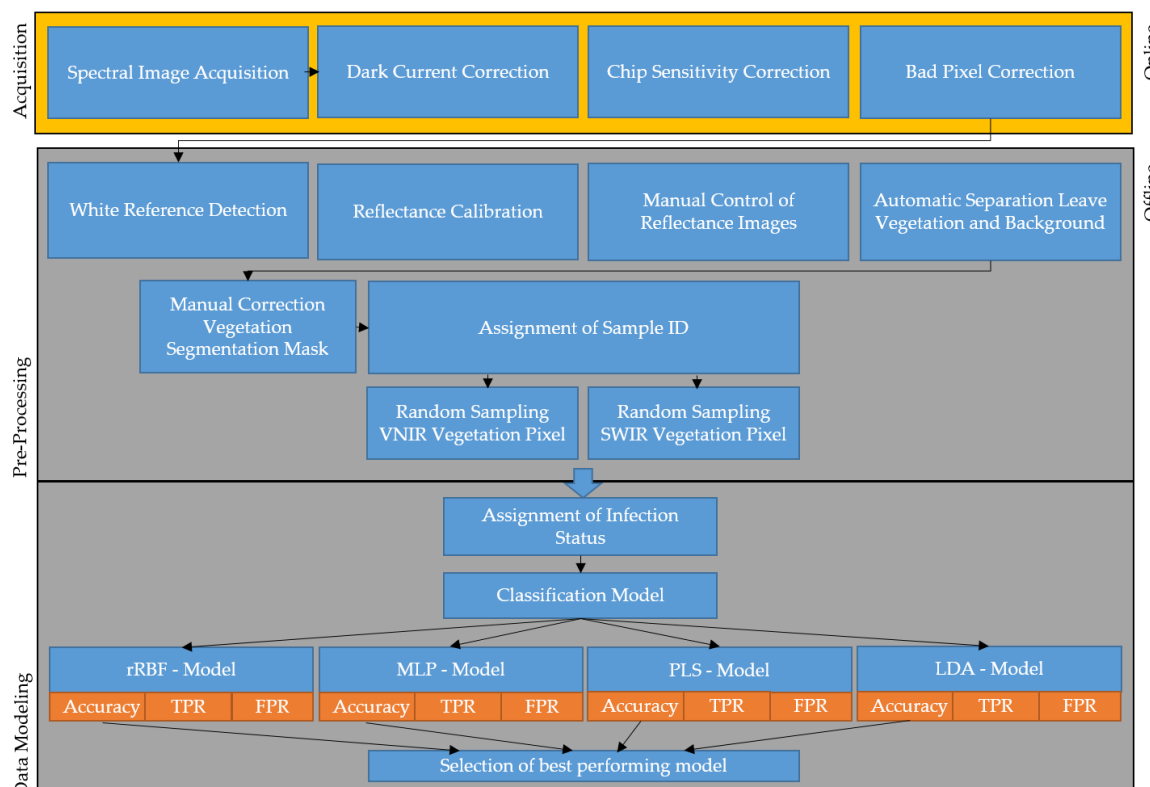 Acquisition
Spectral Image Acquisition
Dark Current Correction
Chip Sensitivity Correction
Bad Pixel Correction
Online
Pre-Processing
White Reference Detection
Reflectance Calibration
Manual Control of
Reflectance Images
Automatic Separation Leave
Vegetation and Background
Offline
Manual Correction
Vegetation
Segmentation Mask
Assignment of Sample ID
Random Sampling
VNIR Vegetation Pixel
Random Sampling
SWIR Vegetation Pixel
Data Modeling
Assignment of Infection
Status
Classification Model
rRBF - Model
Accuracy TPR FPR
MLP - Model
Accuracy TPR FPR
PLS - Model
Accuracy TPR FPR
LDA - Model
Accuracy TPR FPR
Selection of best performing model